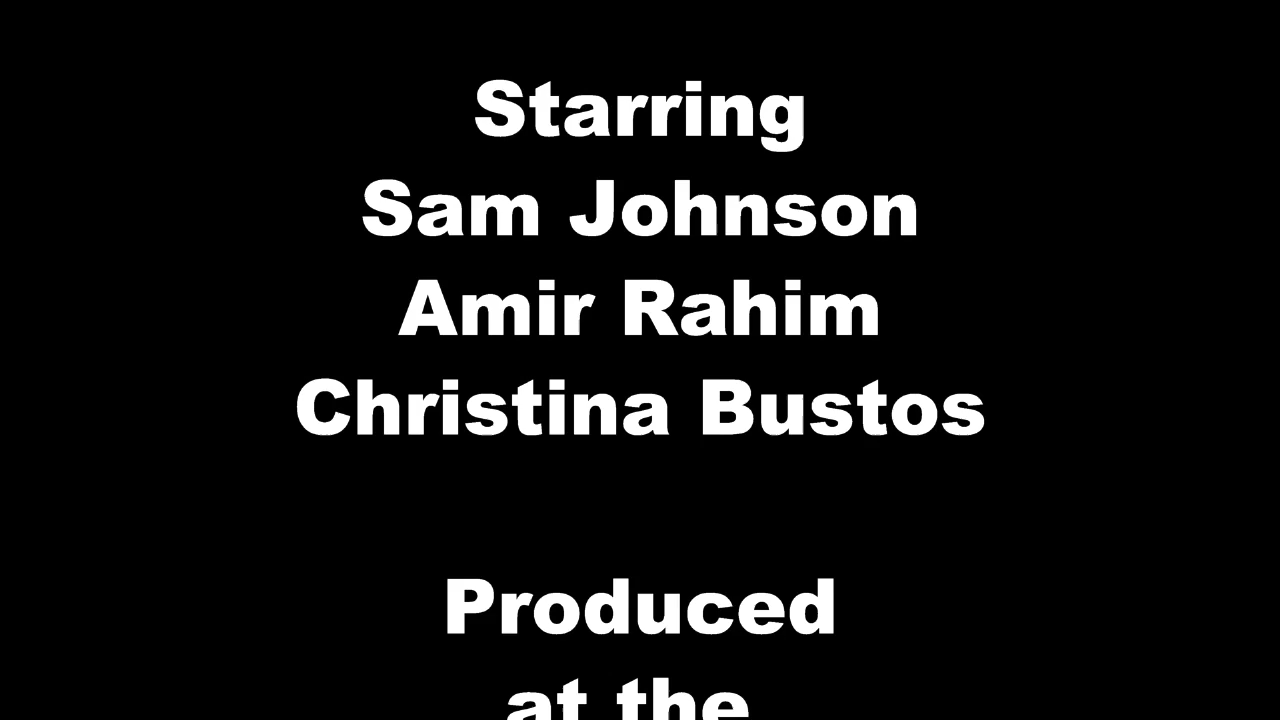 Starring
Sam Johnson
Amir Rahim
Christina Bustos
Produced
at the